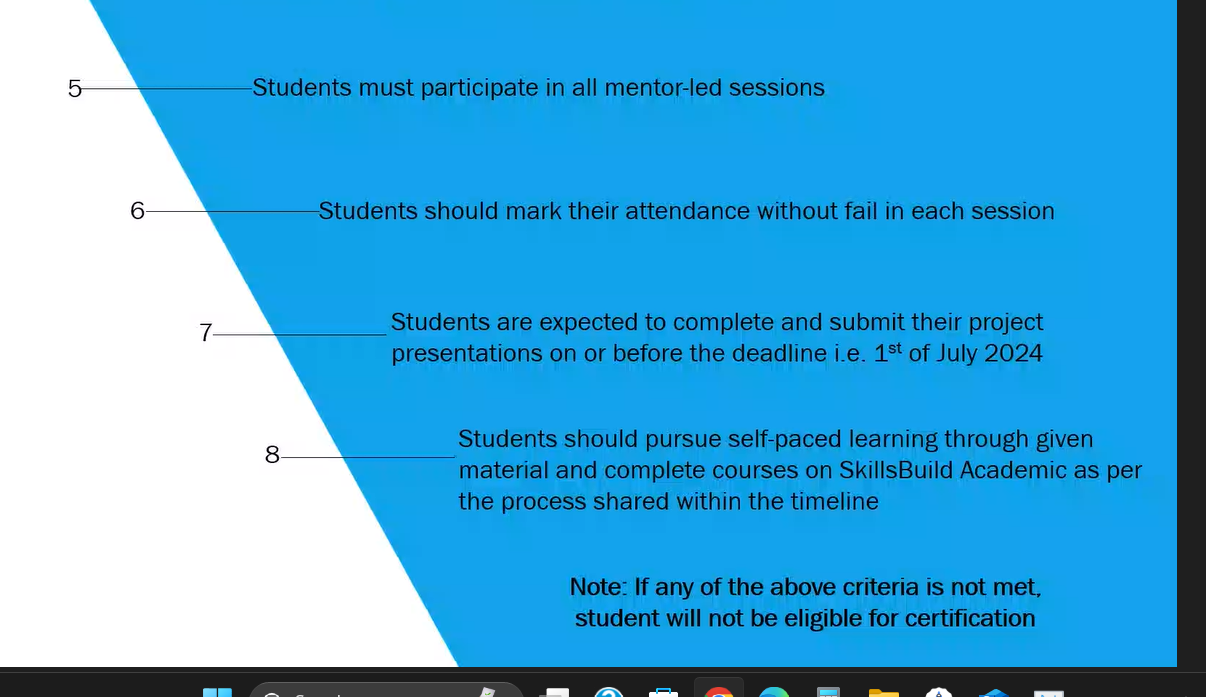 5 Students must participate in all mentor-led sessions
6 Students should mark their attendance without fail in each session
7 Students are expected to complete and submit their project
presentations on or before the deadline i.e. 1st of July 2024
8 Students should pursue self-paced learning through given
material and complete courses on SkillsBuild Academic as per
the process shared within the timeline
Note: If any of the above criteria is not met,
student will not be eligible for certification